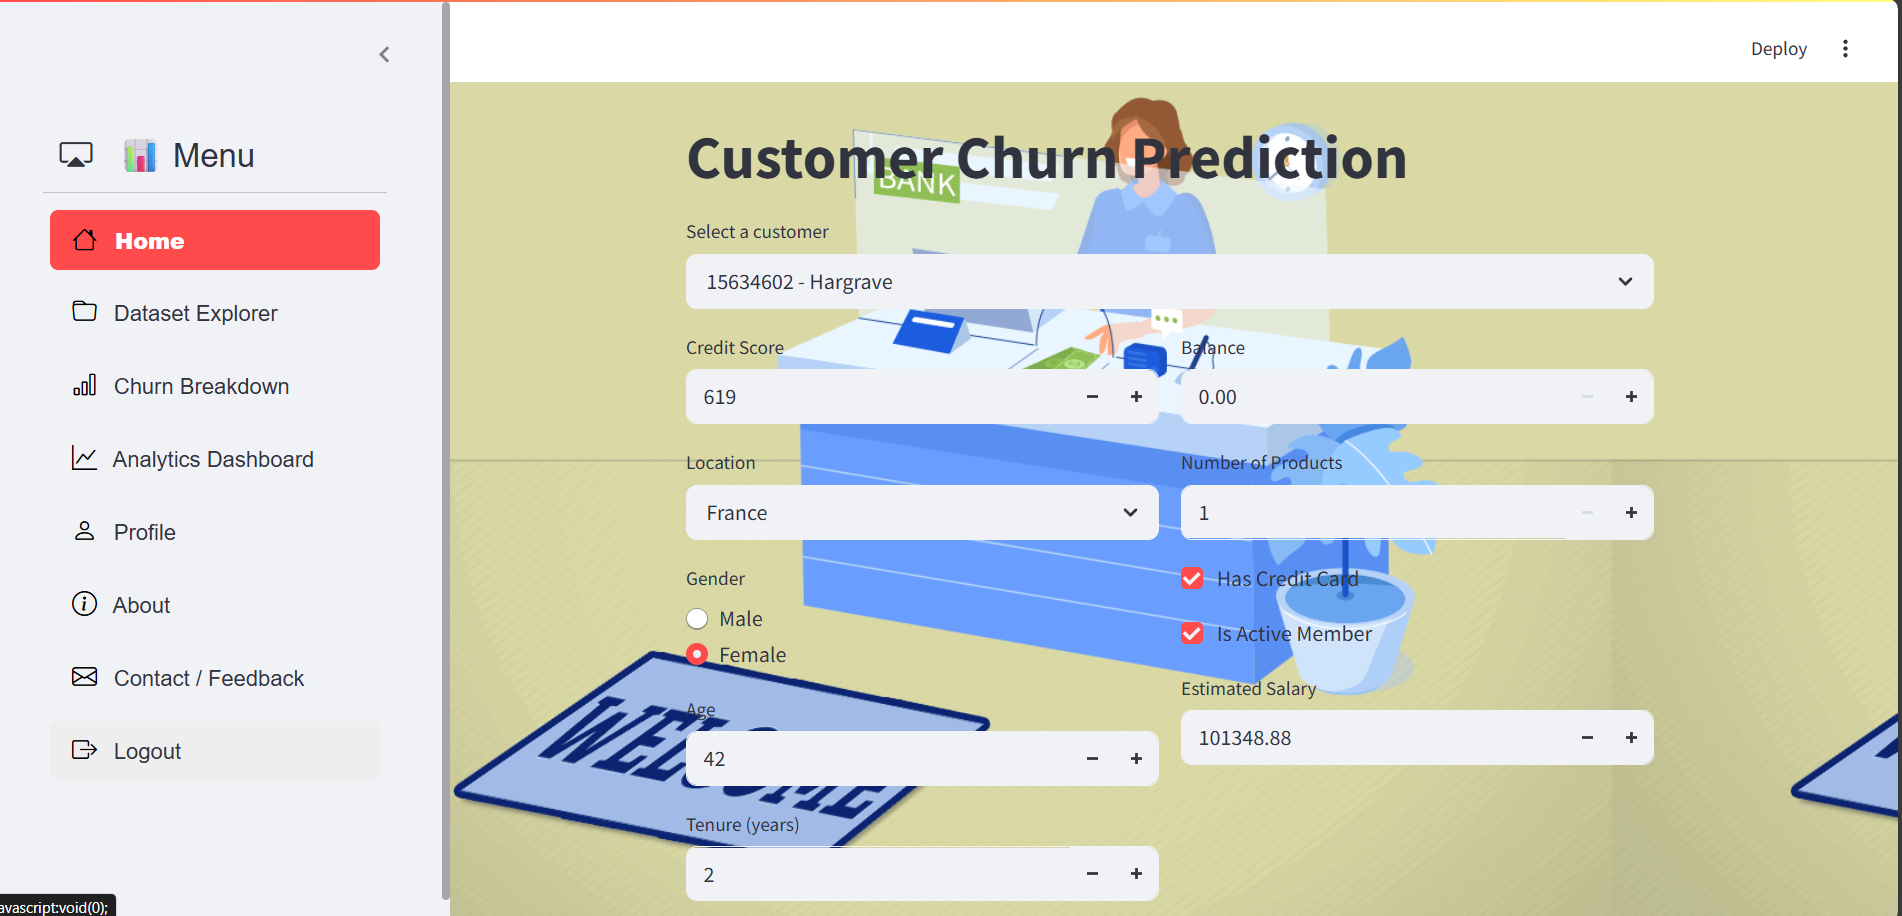 Deploy
Menu
Home
Dataset Explorer
Churn Breakdown
Analytics Dashboard
Profile
About
Contact / Feedback
Logout
avascript:void(0);
Customer Churn Prediction
BANK
Select a customer
15634602 - Hargrave
Credit Score
619
Balance
0.00
Location
France
Number of Products
1
Gender
Male
Female
Has Credit Card
Is Active Member
Age
42
Estimated Salary
101348.88
WELCOME
Tenure (years)
2